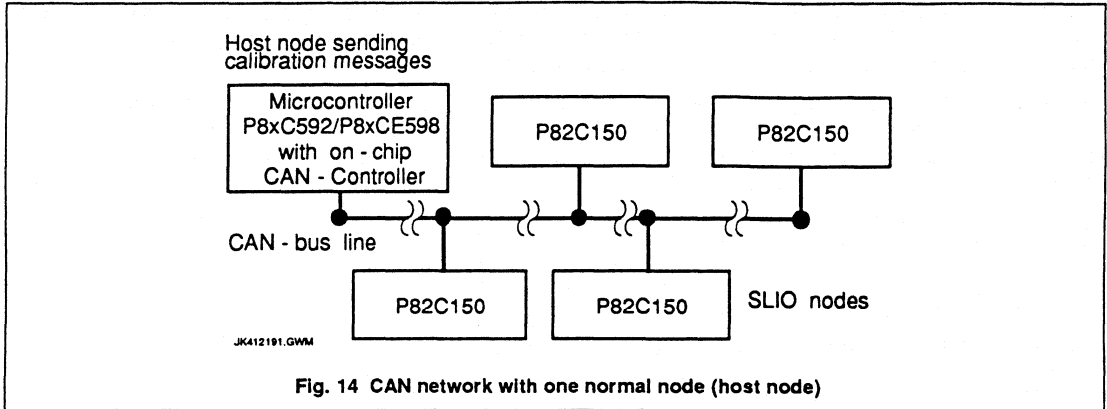 Host node sending
calibration messages
Microcontroller
P8xC592/P8xCE598
with on - chip
CAN - Controller
P82C150
P82C150
CAN - bus line
P82C150
P82C150
SLIO nodes
JK412191.GWM
Fig. 14 CAN network with one normal node (host node)